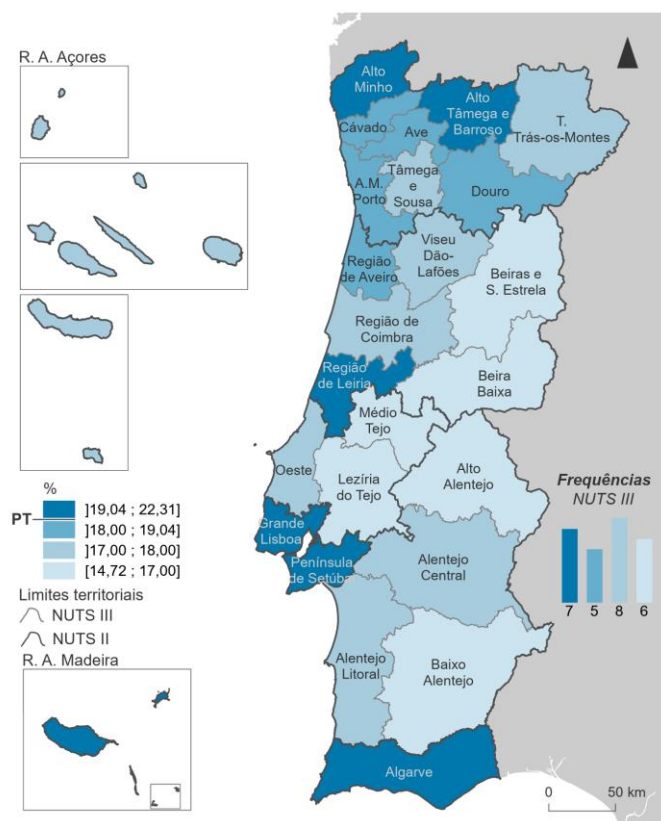 R. A. Açores
Alto
Minho
Alto
Tâmega e
Barroso
T.
Trás-os-Montes
Cávado
Ave
A.M.
Porto
Tâmega
e
Sousa
Douro
Região
de Aveiro
Viseu
Dão-
Lafões
Beiras e
S. Estrela
Região de
Coimbra
Região
de Leiria
Beira
Baixa
Médio
Tejo
Oeste
Lezíria
do Tejo
Alto
Alentejo
Grande
Lisboa
Península
de Setúbal
Alentejo
Central
Alentejo
Litoral
Baixo
Alentejo
Algarve
%
PT
]19,04 ; 22,31]
]18,00 ; 19,04]
]17,00 ; 18,00]
[14,72 ; 17,00]
Limites territoriais
NUTS III
NUTS II
R. A. Madeira
Frequências
NUTS III
7 5 8 6
0 50 km